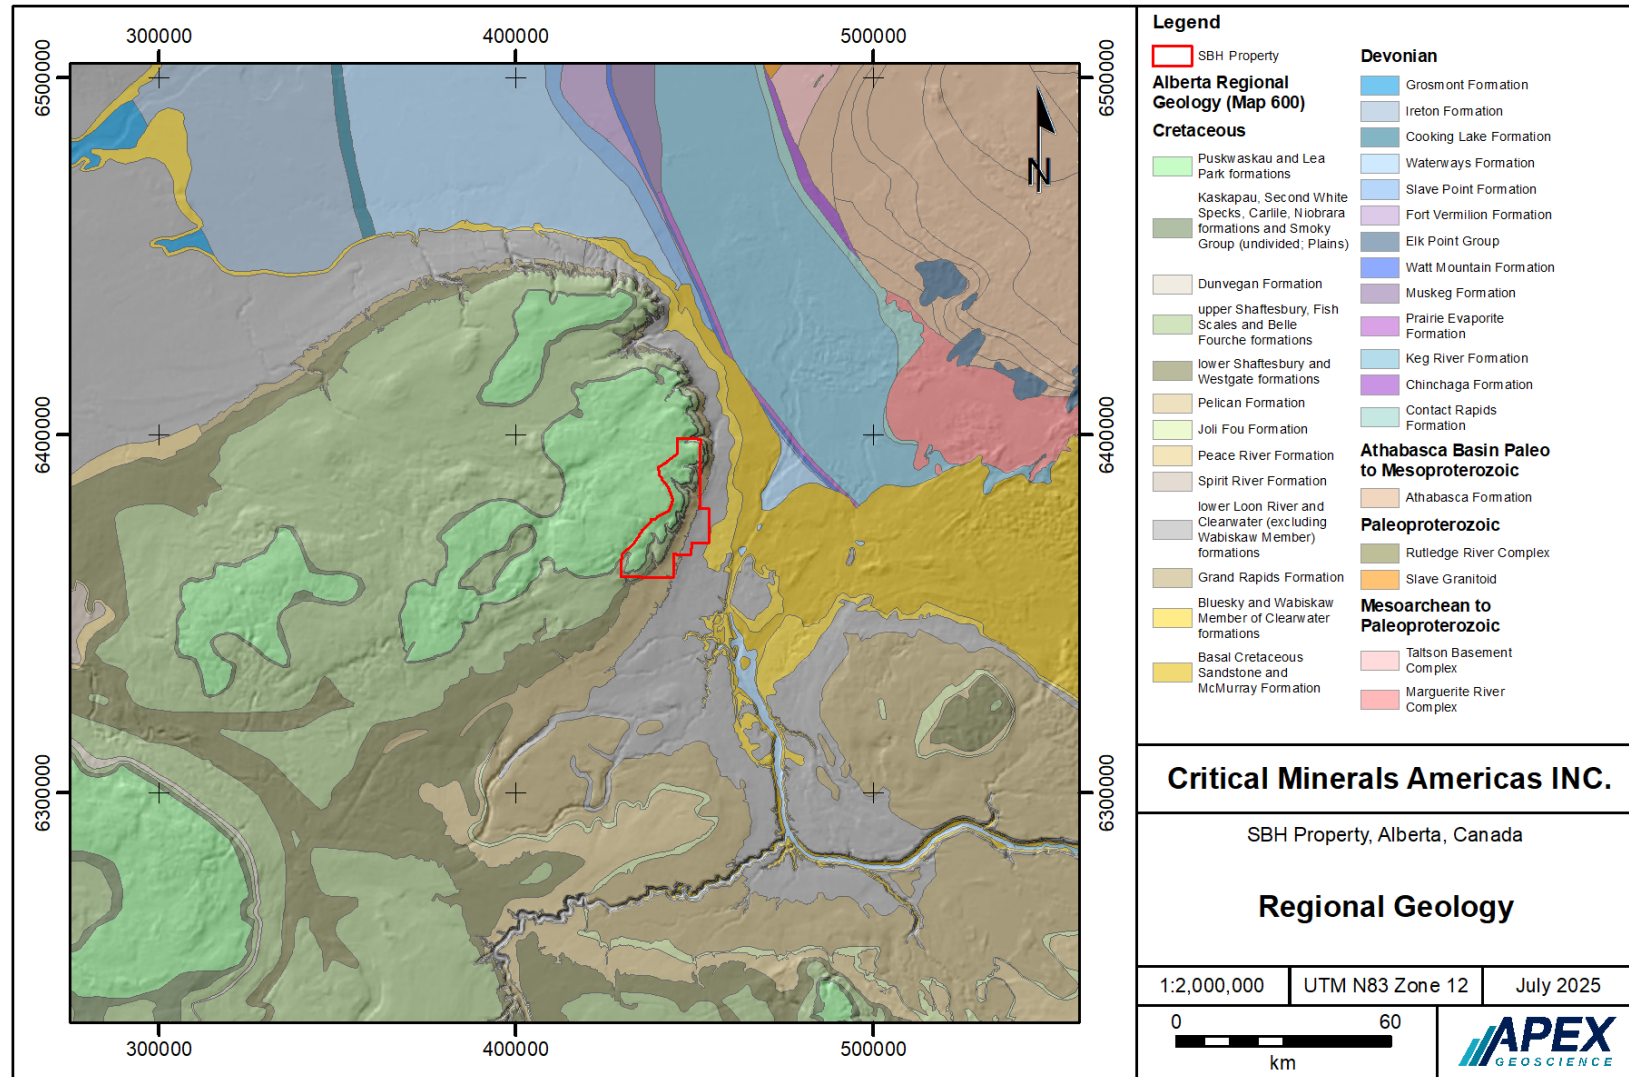 300000
400000
500000
6500000
6500000
6400000
6400000
6300000
6300000
300000
400000
500000
N
Legend
SBH Property
Alberta Regional
Geology (Map 600)
Cretaceous
Puskwaskau and Lea
Park formations
Kaskapau, Second White
Specks, Carlile, Niobrara
formations and Smoky
Group (undivided; Plains)
Dunvegan Formation
upper Shaftesbury, Fish
Scales and Belle
Fourche formations
lower Shaftesbury and
Westgate formations
Pelican Formation
Joli Fou Formation
Peace River Formation
Spirit River Formation
lower Loon River and
Clearwater (excluding
Wabiskaw Member)
formations
Grand Rapids Formation
Bluesky and Wabiskaw
Member of Clearwater
formations
Basal Cretaceous
Sandstone and
McMurray Formation
Devonian
Grosmont Formation
Ireton Formation
Cooking Lake Formation
Waterways Formation
Slave Point Formation
Fort Vermilion Formation
Elk Point Group
Watt Mountain Formation
Muskeg Formation
Prairie Evaporite
Formation
Keg River Formation
Chinchaga Formation
Contact Rapids
Formation
Athabasca Basin Paleo
to Mesoproterozoic
Athabasca Formation
Paleoproterozoic
Rutledge River Complex
Slave Granitoid
Mesoarchean to
Paleoproterozoic
Taltson Basement
Complex
Marguerite River
Complex
Critical Minerals Americas INC.
SBH Property, Alberta, Canada
Regional Geology
1:2,000,000
UTM N83 Zone 12
July 2025
0
60
km
APEX
GEOSCIENCE